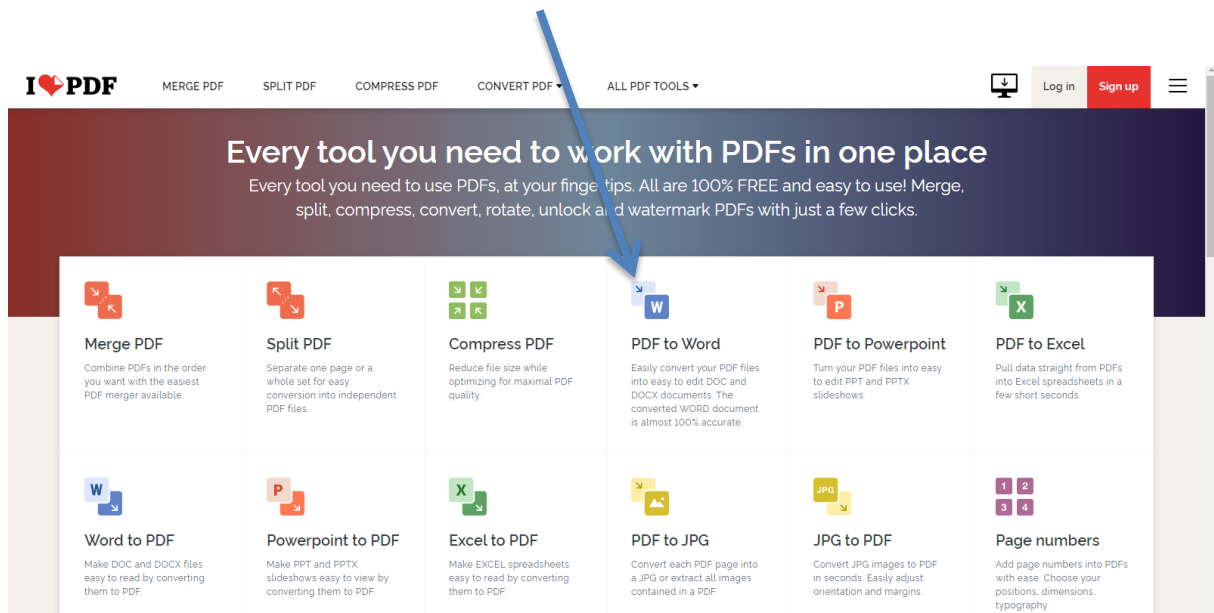 I PDF MERGE PDF SPLIT PDF COMPRESS PDF CONVERT PDF ALL PDF TOOLS Log in Sign up
Every tool you need to work with PDFs in one place
Every tool you need to use PDFs, at your fingertips. All are 100% FREE and easy to use! Merge,
split, compress, convert, rotate, unlock and watermark PDFs with just a few clicks.
Merge PDF
Combine PDFs in the order
you want with the easiest
PDF merger available.
Split PDF
Separate one page or a
whole set for easy
conversion into independent
PDF files.
Compress PDF
Reduce file size while
optimizing for maximal PDF
quality.
W
PDF to Word
Easily convert your PDF files
into easy to edit DOC and
DOCX documents. The
converted WORD document
is almost 100% accurate.
P
PDF to Powerpoint
Turn your PDF files into easy
to edit PPT and PPTX
slideshows.
X
PDF to Excel
Pull data straight from PDFs
into Excel spreadsheets in a
few short seconds.
W
Word to PDF
Make DOC and DOCX files
easy to read by converting
them to PDF.
P
Powerpoint to PDF
Make PPT and PPTX
slideshows easy to view by
converting them to PDF.
X
Excel to PDF
Make EXCEL spreadsheets
easy to read by converting
them to PDF.
PDF to JPG
Convert each PDF page into
a JPG or extract all images
contained in a PDF.
JPG
JPG to PDF
Convert JPG images to PDF
in seconds. Easily adjust
orientation and margins.
1 2
3 4
Page numbers
Add page numbers into PDFs
with ease. Choose your
positions, dimensions,
typography.